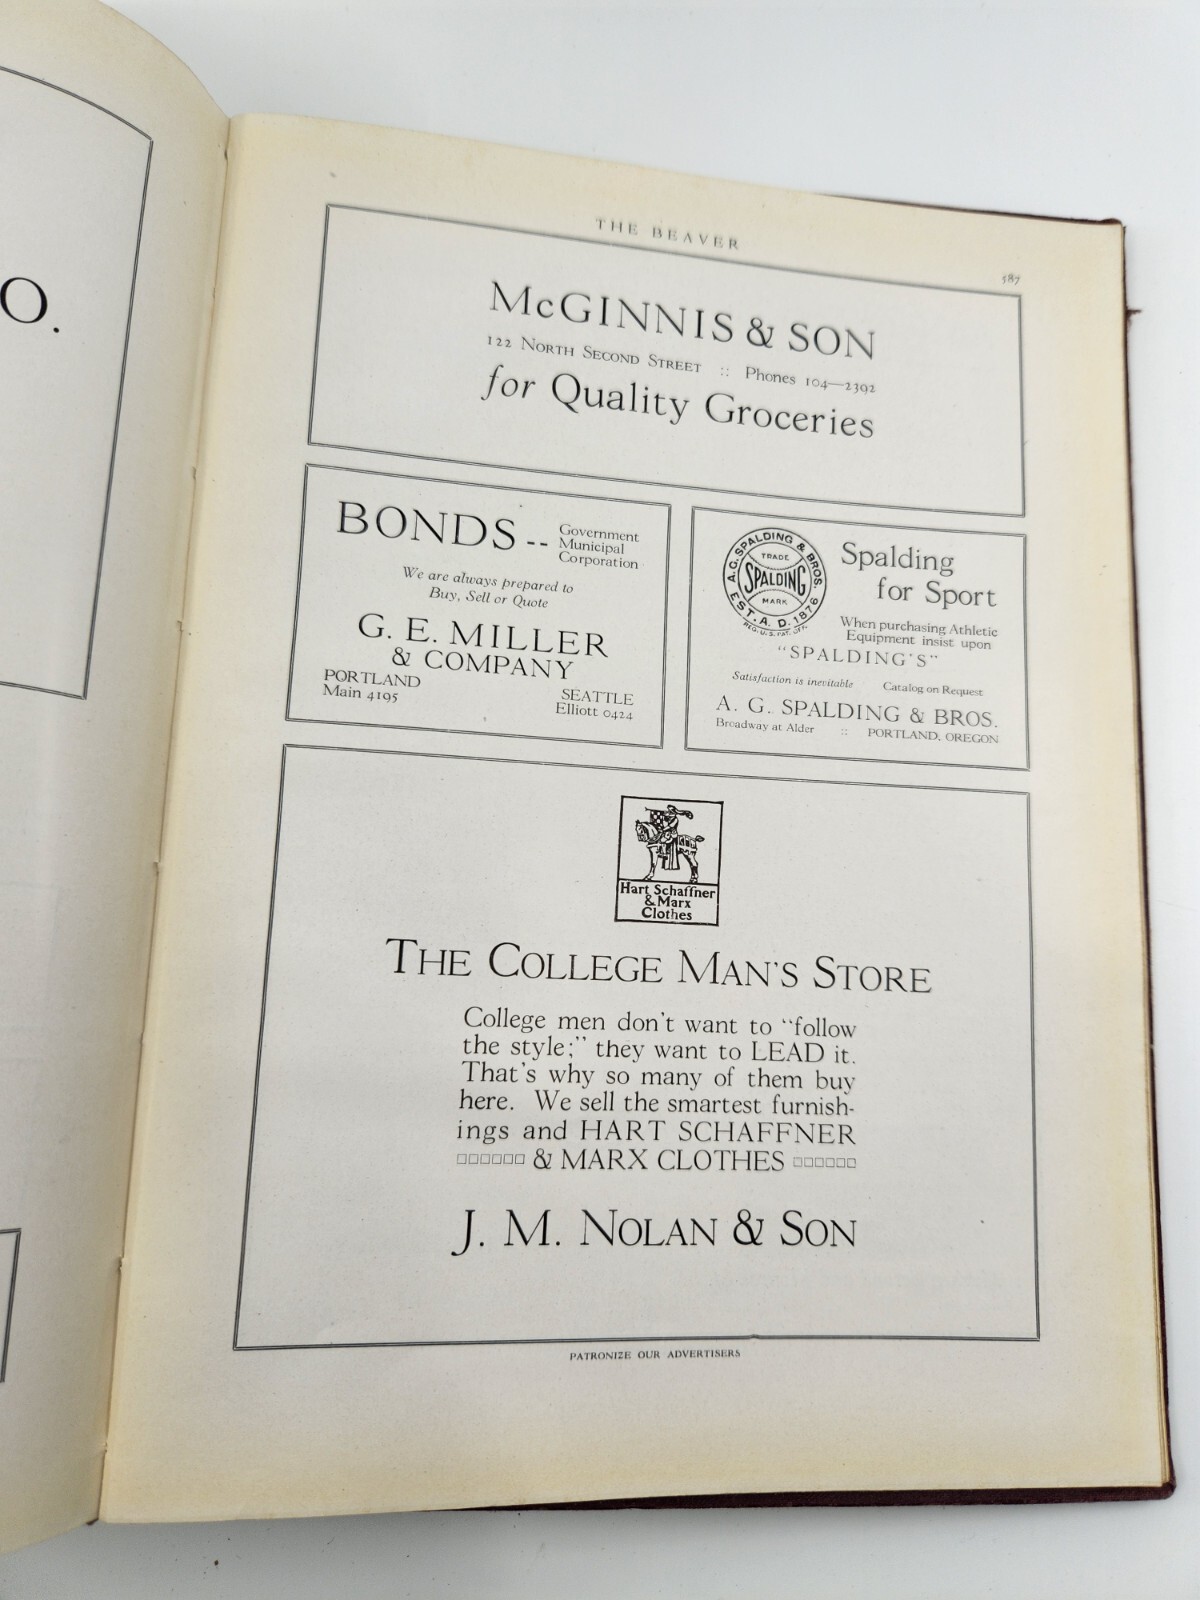 O.
THE BEAVER
587
McGINNIS & SON
122 NORTH SECOND STREET :: Phones 104—2392
for Quality Groceries
BONDS -- Government
Municipal
Corporation
We are always prepared to
Buy, Sell or Quote
G. E. MILLER
& COMPANY
PORTLAND
Main 4195
SEATTLE
Elliott 0424
A. G. SPALDING & BROS.
TRADE
SPALDING
MARK
EST. A. D. 1876
REG. U.S. PAT. OFF.
Spalding
for Sport
When purchasing Athletic
Equipment insist upon
"SPALDING'S"
Satisfaction is inevitable Catalog on Request
A. G. SPALDING & BROS.
Broadway at Alder :: PORTLAND, OREGON
Hart Schaffner
& Marx
Clothes
THE COLLEGE MAN'S STORE
College men don't want to "follow
the style;" they want to LEAD it.
That's why so many of them buy
here. We sell the smartest furnish-
ings and HART SCHAFFNER
□□□□□□ & MARX CLOTHES □□□□□□
J. M. NOLAN & SON
PATRONIZE OUR ADVERTISERS